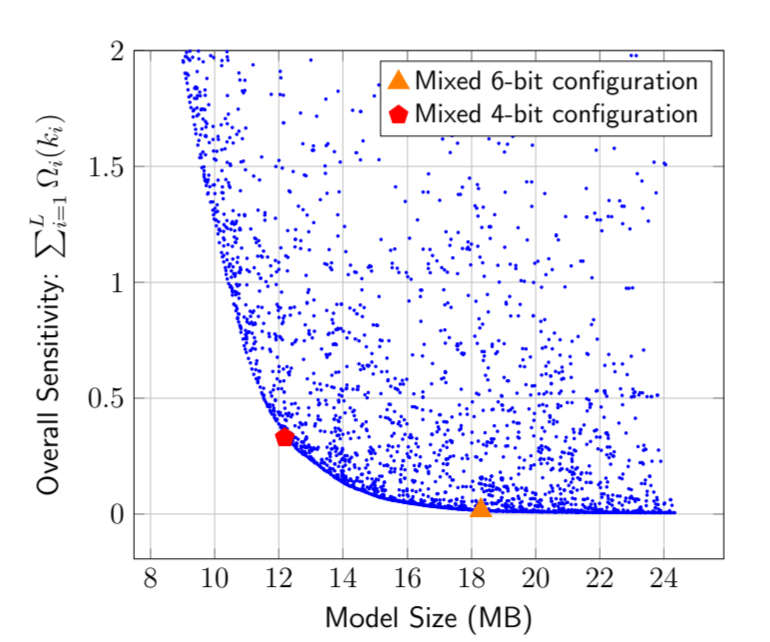 2
1.5
1
0.5
0
8 10 12 14 16 18 20 22 24
Model Size (MB)
Overall Sensitivity: ∑_{i=1}^{L} Ω_i(k_i)
Mixed 6-bit configuration
Mixed 4-bit configuration